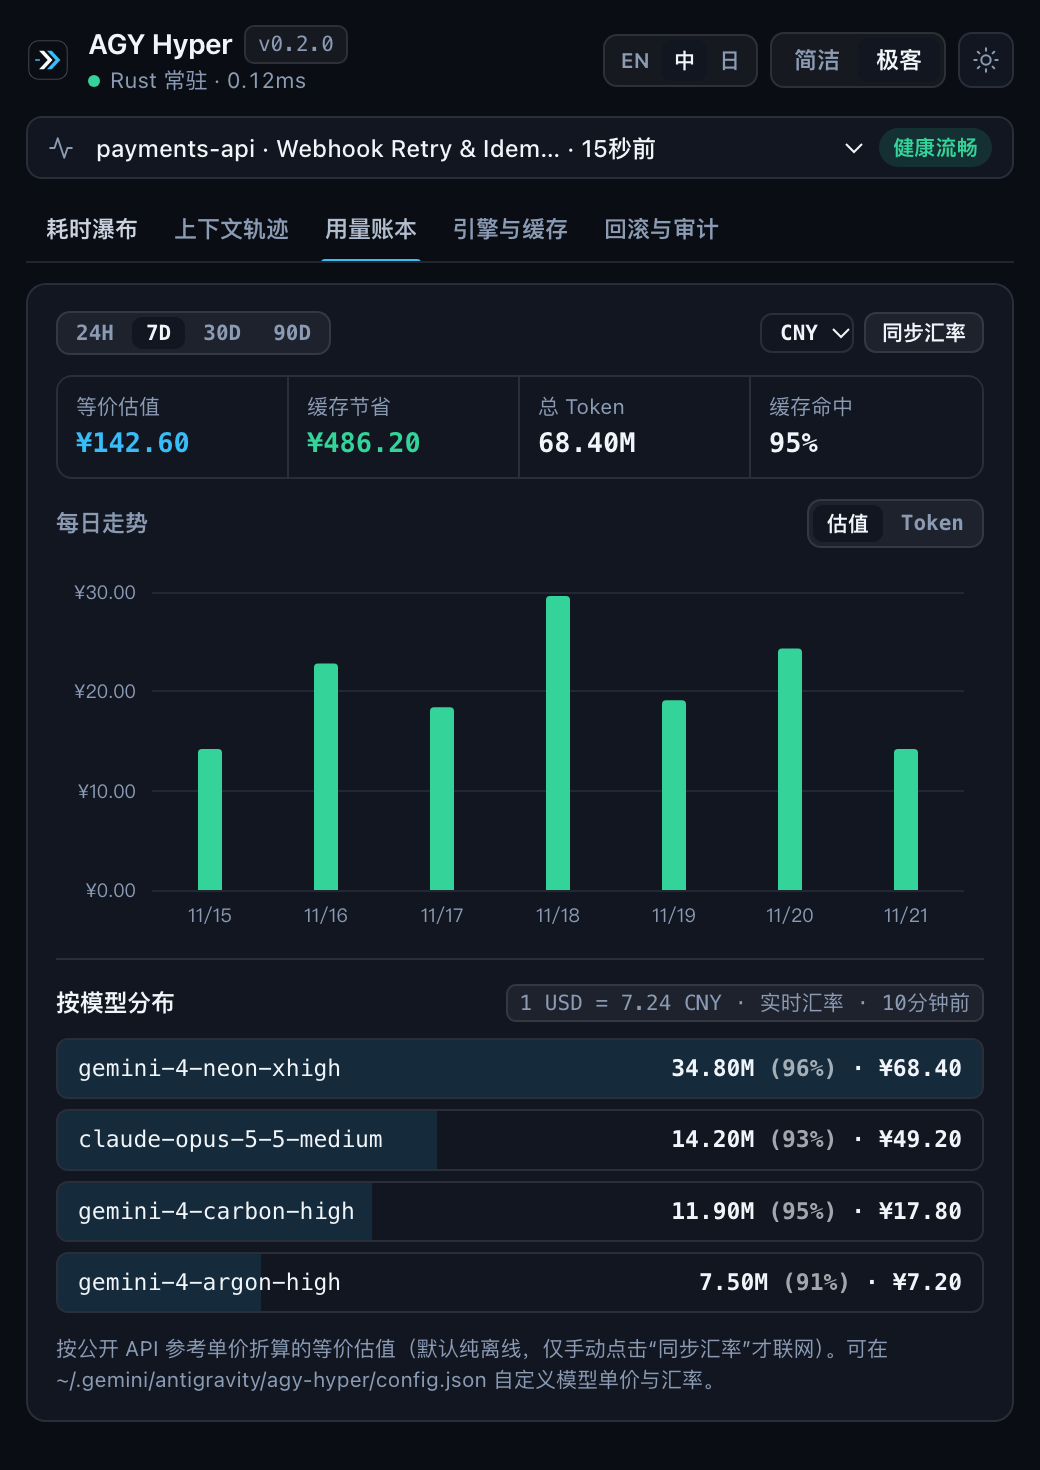 AGY Hyper v0.2.0
Rust 常驻 · 0.12ms
EN 中 日 简洁 极客
payments-api · Webhook Retry & Idem... · 15秒前 健康流畅
耗时瀑布 上下文轨迹 用量账本 引擎与缓存 回滚与审计
24H 7D 30D 90D CNY 同步汇率
等价估值 缓存节省 总 Token 缓存命中
¥142.60 ¥486.20 68.40M 95%
每日走势 估值 Token
¥30.00
¥20.00
¥10.00
¥0.00
11/15 11/16 11/17 11/18 11/19 11/20 11/21
按模型分布 1 USD = 7.24 CNY · 实时汇率 · 10分钟前
gemini-4-neon-xhigh 34.80M (96%) · ¥68.40
claude-opus-5-5-medium 14.20M (93%) · ¥49.20
gemini-4-carbon-high 11.90M (95%) · ¥17.80
gemini-4-argon-high 7.50M (91%) · ¥7.20
按公开 API 参考单价折算的等价估值（默认纯离线，仅手动点击“同步汇率”才联网）。可在
~/.gemini/antigravity/agy-hyper/config.json 自定义模型单价与汇率。